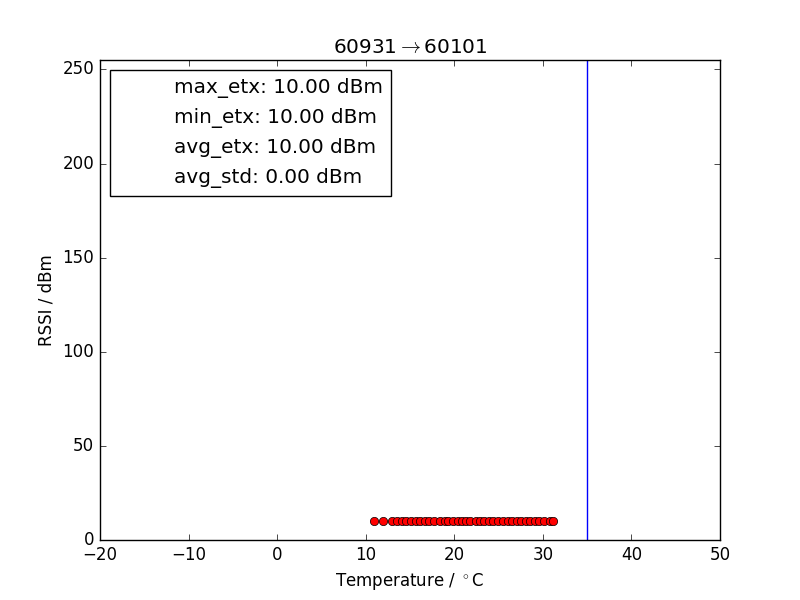 60931→60101
max_etx: 10.00 dBm
min_etx: 10.00 dBm
avg_etx: 10.00 dBm
avg_std: 0.00 dBm
RSSI / dBm
250
200
150
100
50
0
−20 −10 0 10 20 30 40 50
Temperature / °C